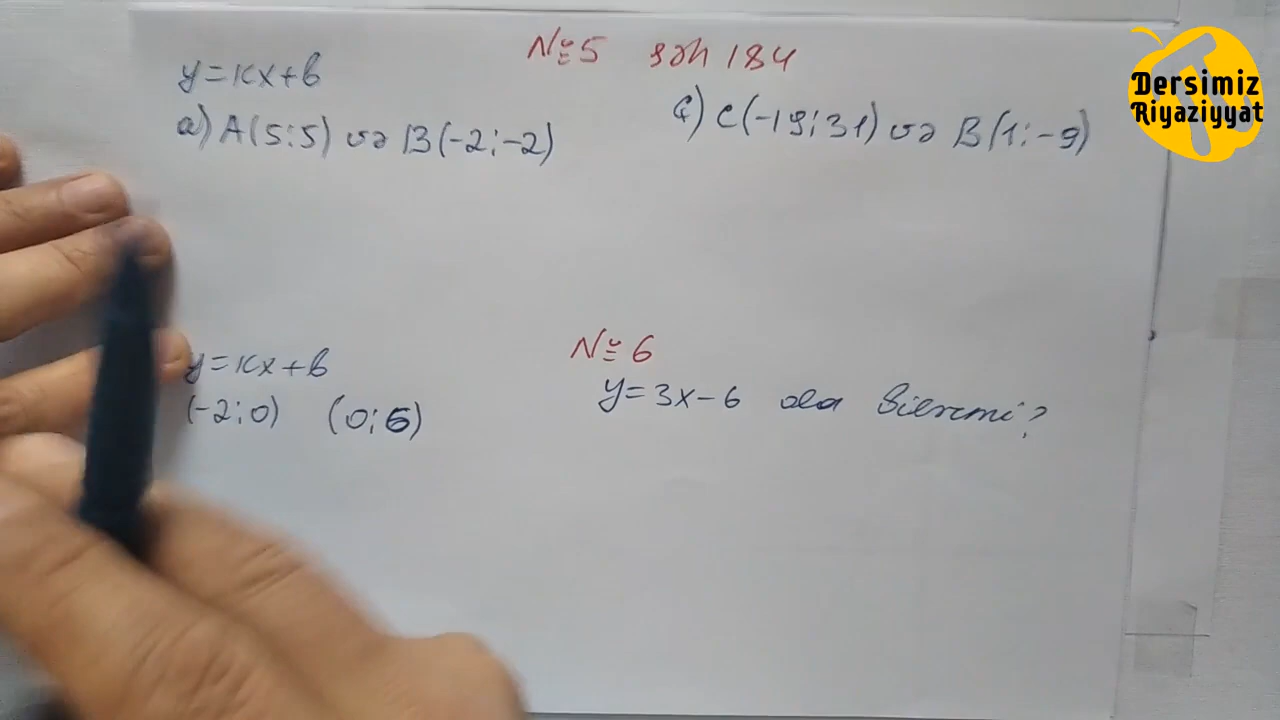 №5 səh 184
y=kx+b
a) A(5;5) və B(-2;-2)
ç) C(-19;31) və B(1;-9)
№6
y=kx+b
(-2;0) (0;6)
y=3x-6 ola bilərmi?
Dersimiz
Riyaziyyat